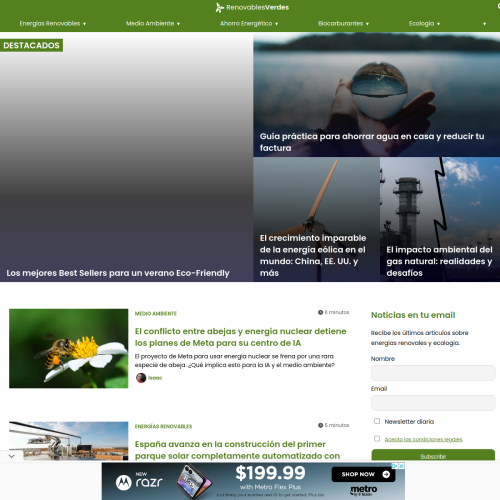 RenovablesVerdes
Energías Renovables
Medio Ambiente
Ahorro Energético
Biocarburantes
Ecología
DESTACADOS
Los mejores Best Sellers para un verano Eco-Friendly
Guía práctica para ahorrar agua en casa y reducir tu
factura
El crecimiento imparable
de la energía eólica en el
mundo: China, EE. UU. y
más
El impacto ambiental del
gas natural: realidades y
desafíos
MEDIO AMBIENTE
6 minutos
El conflicto entre abejas y energía nuclear detiene
los planes de Meta para su centro de IA
El proyecto de Meta para usar energía nuclear se frena por una rara
especie de abeja. ¿Qué implica esto para la IA y el medio ambiente?
Isaac
ENERGÍAS RENOVABLES
5 minutos
España avanza en la construcción del primer
parque solar completamente automatizado con
Noticias en tu email
Recibe los últimos artículos sobre
energías renovales y ecología.
Nombre
Email
Newsletter diaria
Acepto las condiciones legales
Subscribir
NEW
razr
$199.99
with Metro Flex Plus
SHOP NOW
metro